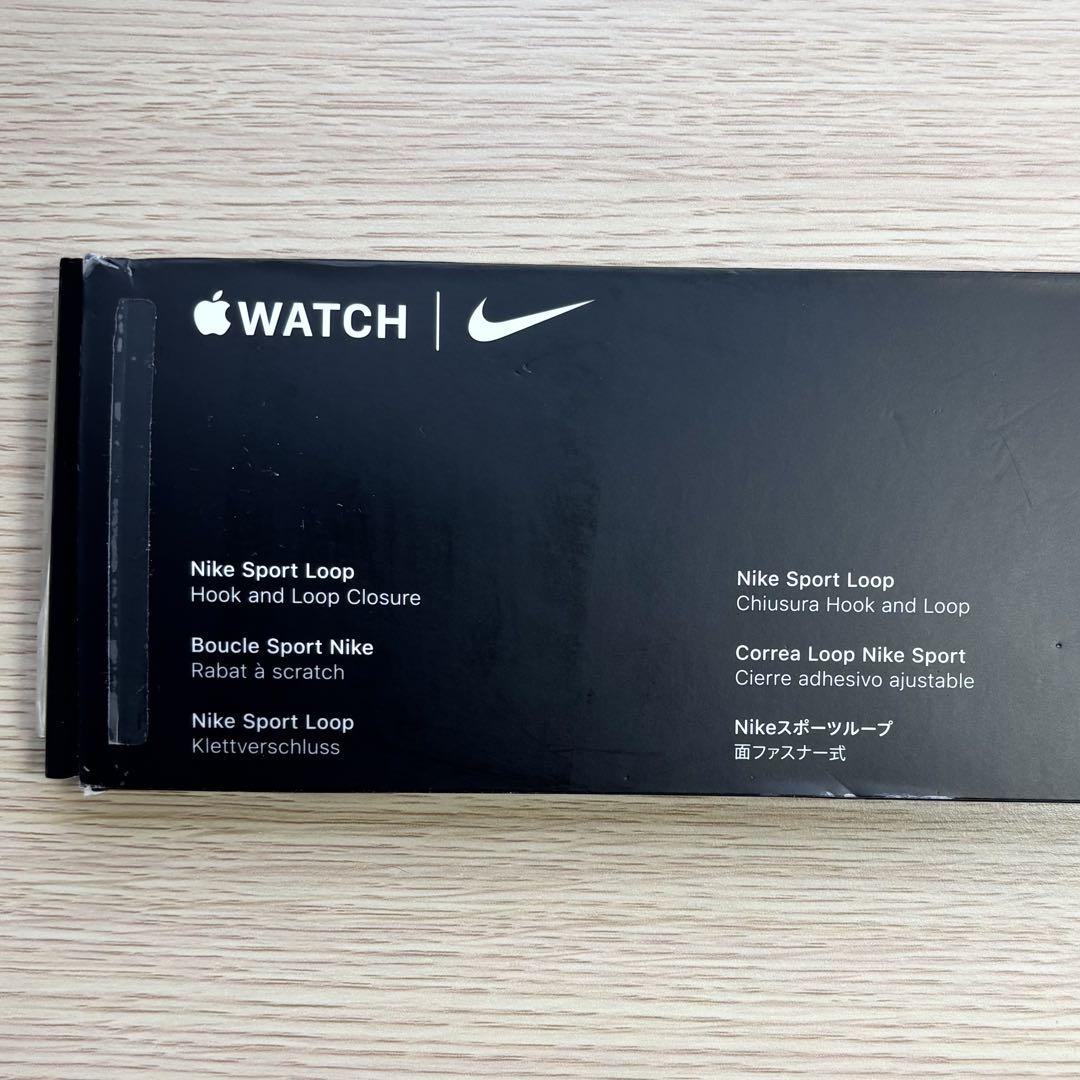 WATCH
Nike Sport Loop
Hook and Loop Closure
Boucle Sport Nike
Rabat à scratch
Nike Sport Loop
Klettverschluss
Nike Sport Loop
Chiusura Hook and Loop
Correa Loop Nike Sport
Cierre adhesivo ajustable
Nikeスポーツループ
面ファスナー式